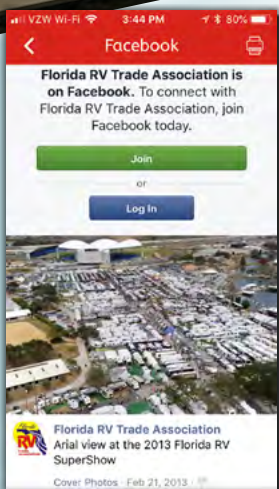 VZW Wi-Fi 3:44 PM 80%
Facebook
Florida RV Trade Association is
on Facebook. To connect with
Florida RV Trade Association, join
Facebook today.
Join
or
Log In
RV
Florida RV Trade Association
Arial view at the 2013 Florida RV
SuperShow
Cover Photos · Feb 21, 2013 ·